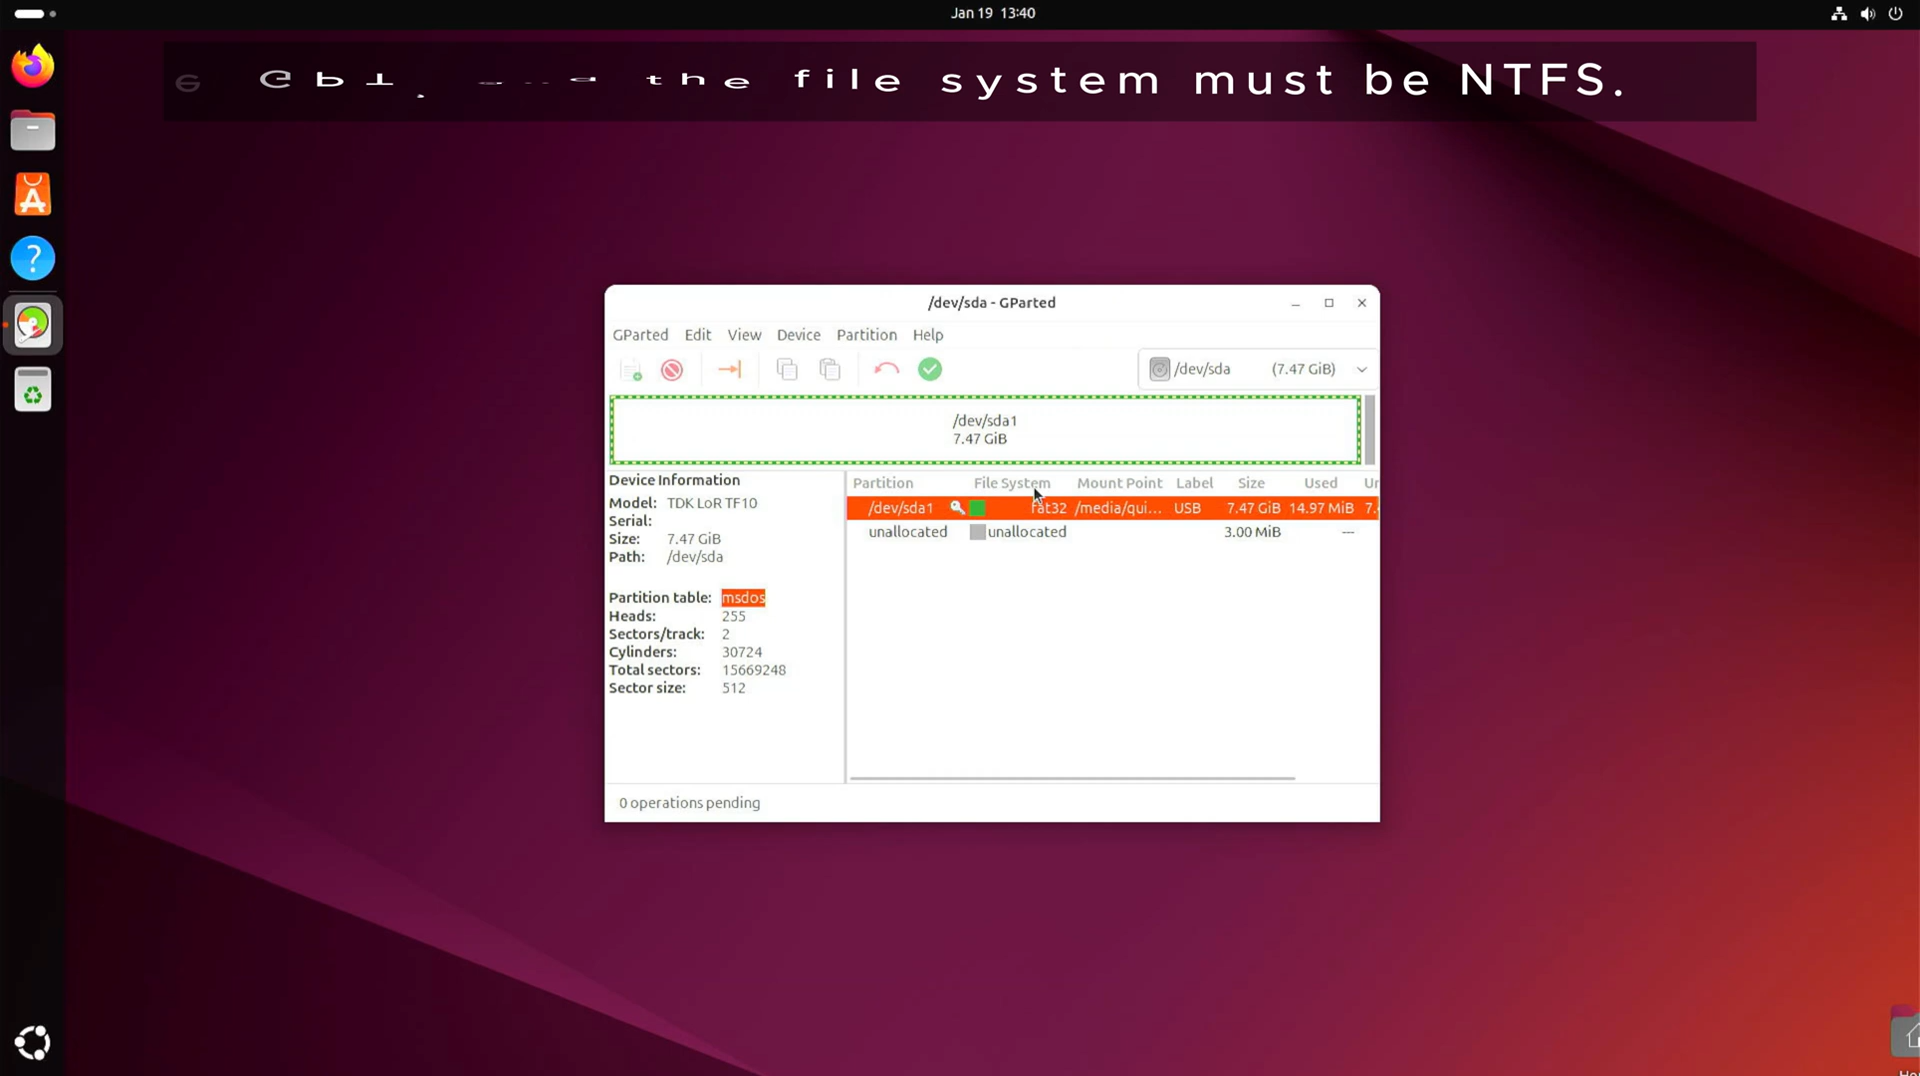 Jan 19 13:40
the file system must be NTFS.
/dev/sda - GParted
GParted Edit View Device Partition Help
/dev/sda (7.47 GiB)
/dev/sda1
7.47 GiB
Device Information
Model: TDK LoR TF10
Serial:
Size: 7.47 GiB
Path: /dev/sda
Partition table: msdos
Heads: 255
Sectors/track: 2
Cylinders: 30724
Total sectors: 15669248
Sector size: 512
Partition File System Mount Point Label Size Used Un
/dev/sda1 fat32 /media/qui... USB 7.47 GiB 14.97 MiB 7.
unallocated unallocated 3.00 MiB ---
0 operations pending